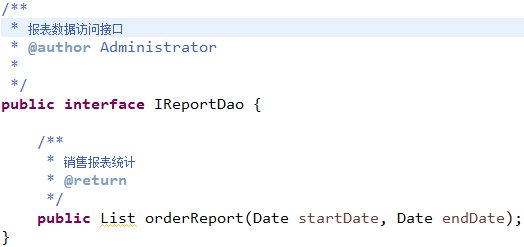 /**
 * 报表数据访问接口
 * @author Administrator
 *
 */
public interface IReportDao {
    /**
     * 销售报表统计
     * @return
     */
    public List orderReport(Date startDate, Date endDate);
}